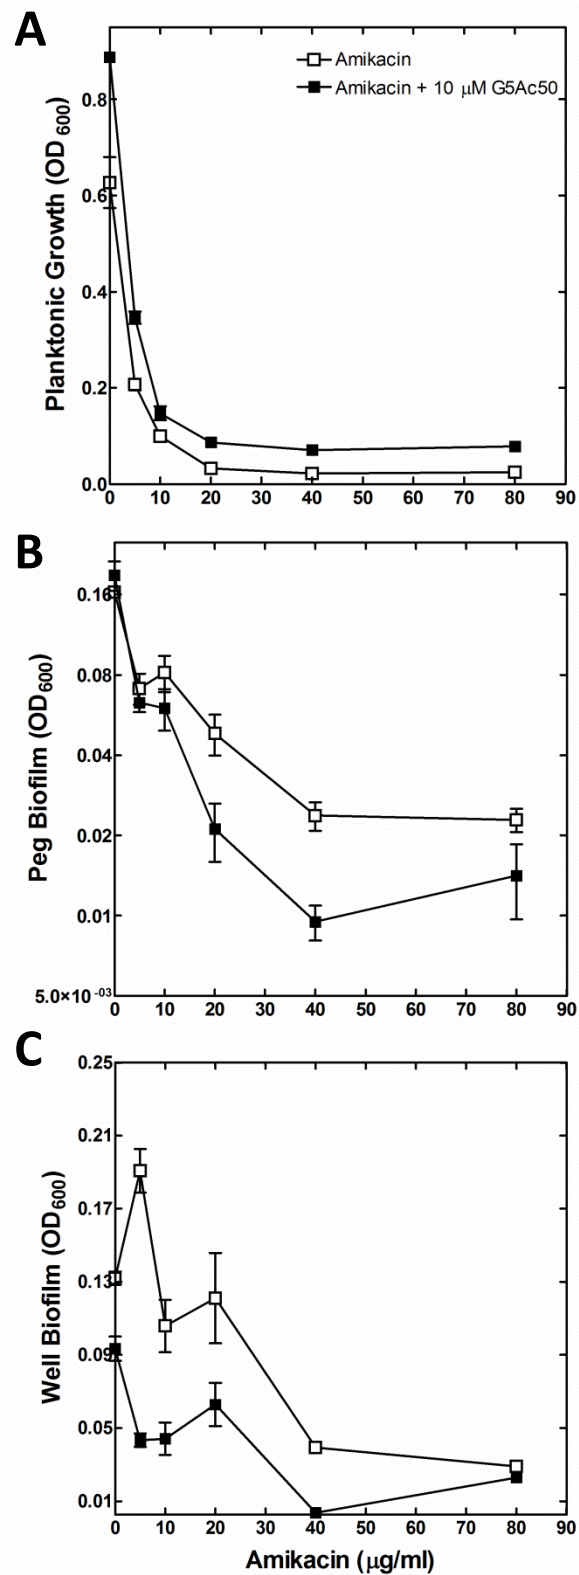 A
Amikacin
Amikacin + 10 μM G5Ac50
Planktonic Growth (OD600)
0.8
0.6
0.4
0.2
0.0
0 10 20 30 40 50 60 70 80 90
B
Peg Biofilm (OD600)
0.16
0.08
0.04
0.02
0.01
5.0×10-03
0 10 20 30 40 50 60 70 80 90
C
Well Biofilm (OD600)
0.25
0.21
0.17
0.13
0.09
0.05
0.01
0 10 20 30 40 50 60 70 80 90
Amikacin (μg/ml)